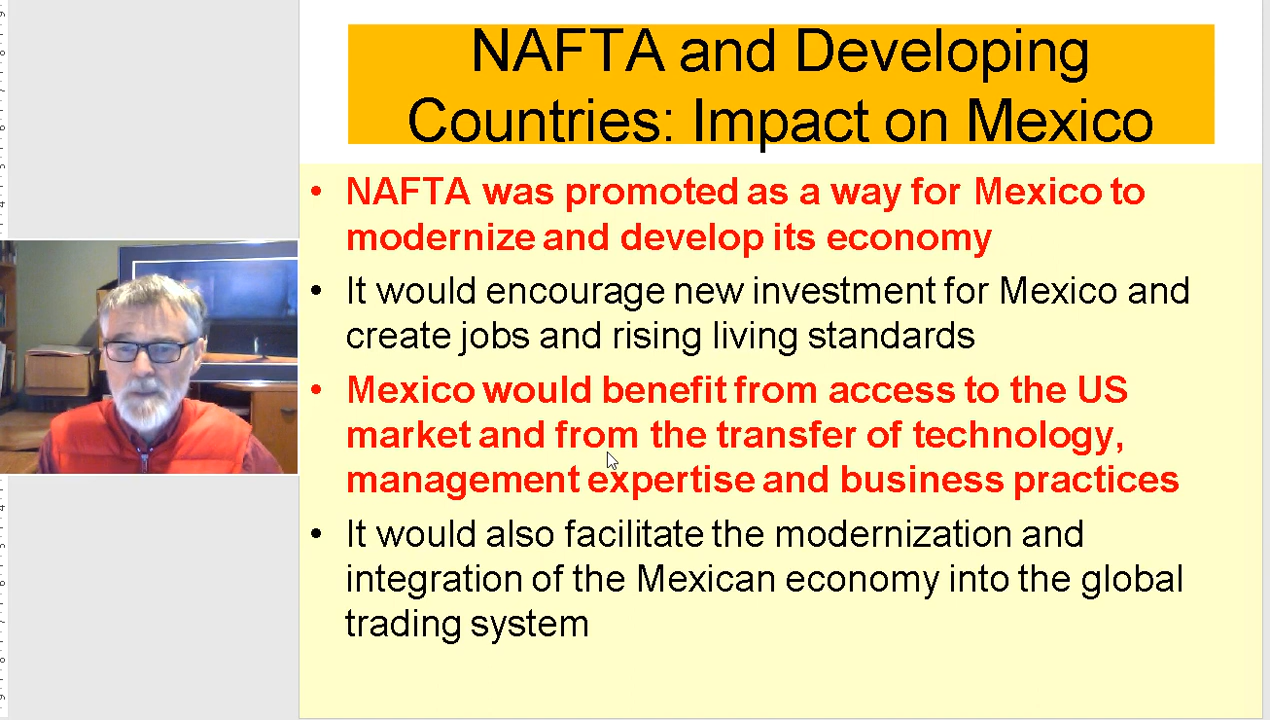 NAFTA and Developing
Countries: Impact on Mexico
• NAFTA was promoted as a way for Mexico to
modernize and develop its economy
• It would encourage new investment for Mexico and
create jobs and rising living standards
• Mexico would benefit from access to the US
market and from the transfer of technology,
management expertise and business practices
• It would also facilitate the modernization and
integration of the Mexican economy into the global
trading system